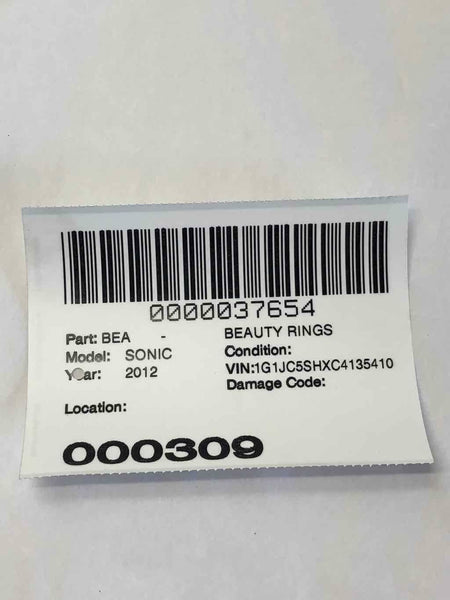 0000037654
Part: BEA - BEAUTY RINGS
Model: SONIC Condition:
Year: 2012 VIN:1G1JC5SHXC4135410
Damage Code:
Location:
000309